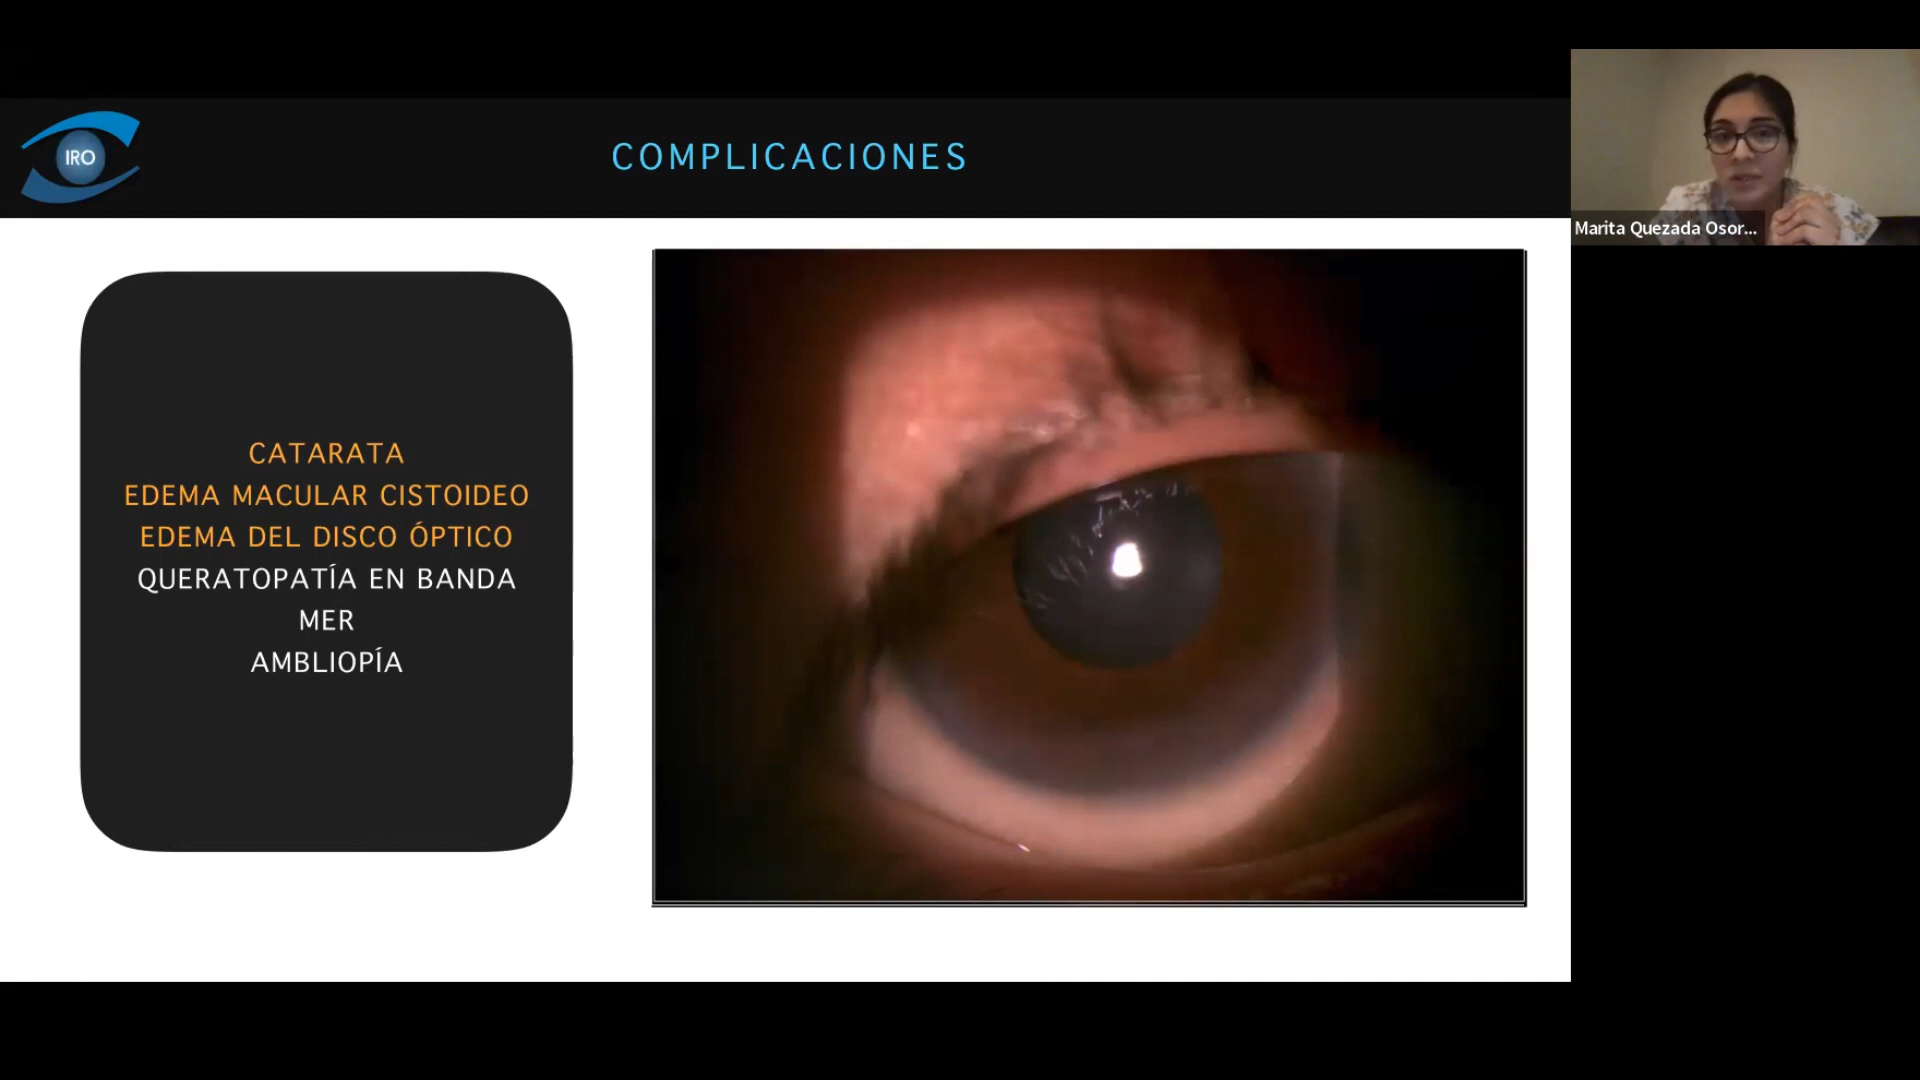 IRO
COMPLICACIONES
Marita Quezada Osor...
CATARATA
EDEMA MACULAR CISTOIDEO
EDEMA DEL DISCO ÓPTICO
QUERATOPATÍA EN BANDA
MER
AMBLIOPÍA